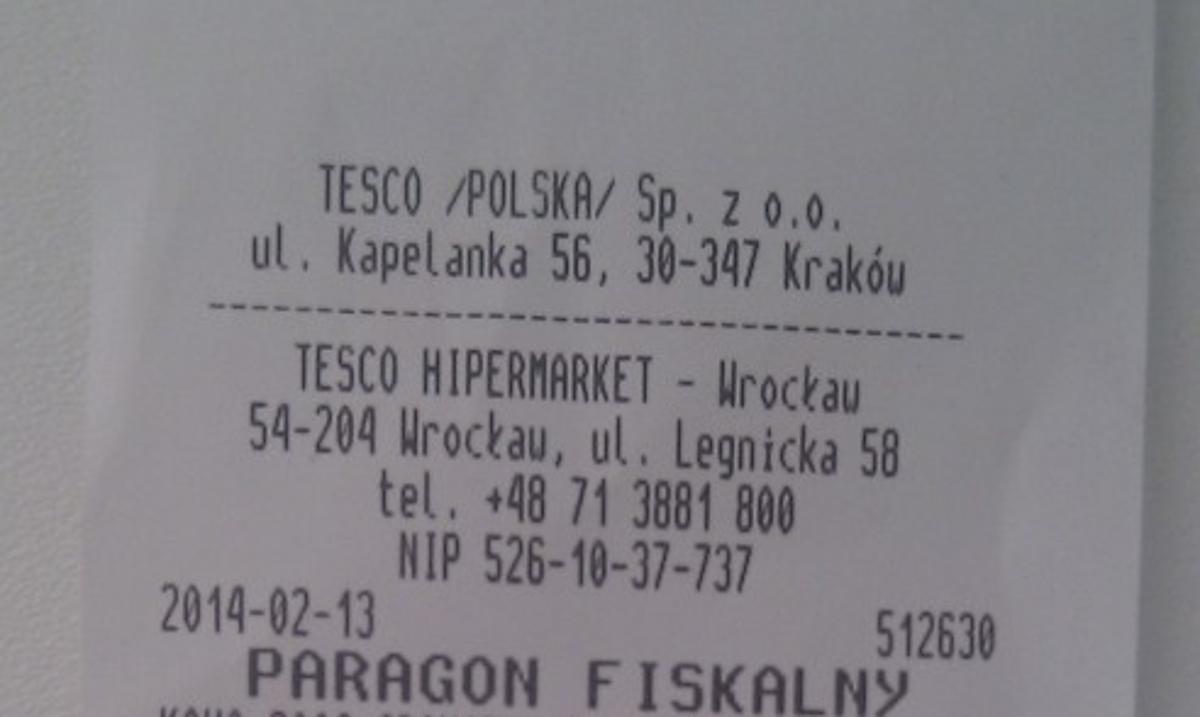 TESCO /POLSKA/ Sp. z o.o.
ul. Kapelanka 56, 30-347 Kraków
---------------------------------
TESCO HIPERMARKET - Wrocław
54-204 Wrocław, ul. Legnicka 58
tel. +48 71 3881 800
NIP 526-10-37-737
2014-02-13 512630
PARAGON FISKALNY